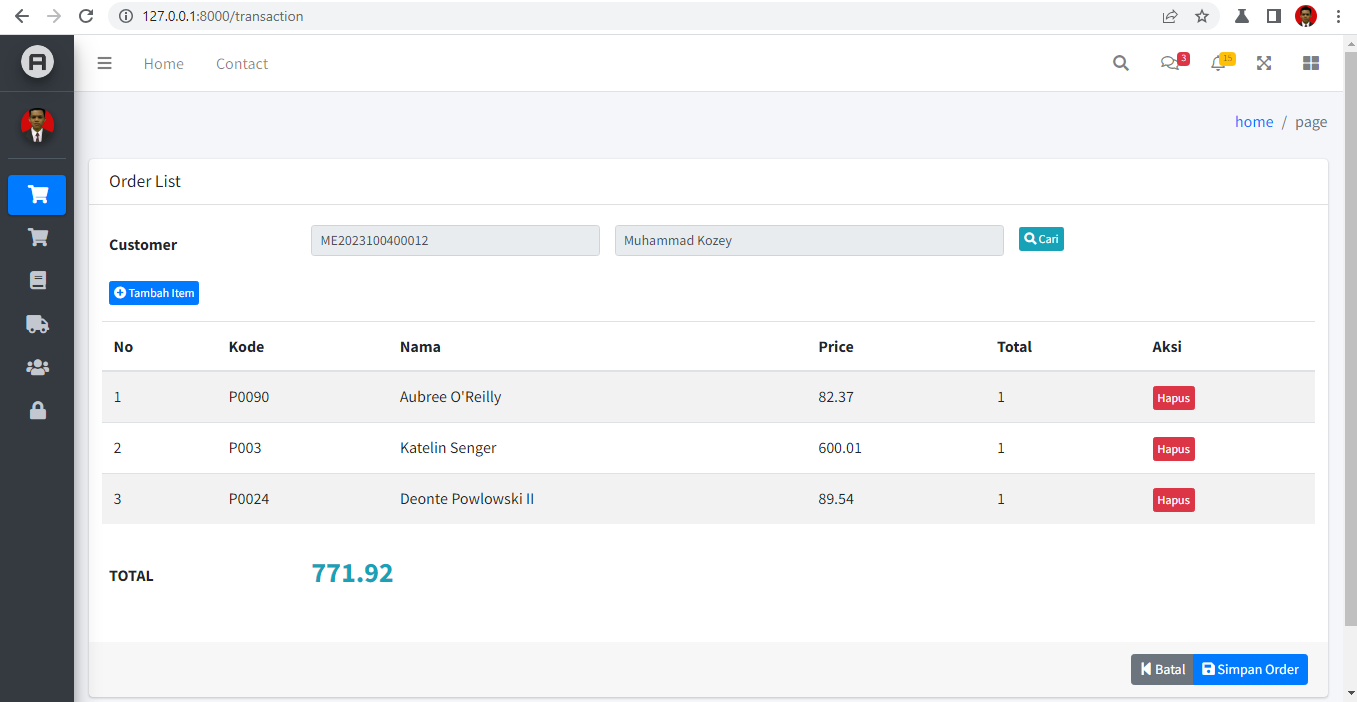 127.0.0.1:8000/transaction
Home Contact 3 15
home / page
Order List
Customer ME2023100400012 Muhammad Kozey Cari
Tambah Item
No Kode Nama Price Total Aksi
1 P0090 Aubree O'Reilly 82.37 1 Hapus
2 P003 Katelin Senger 600.01 1 Hapus
3 P0024 Deonte Powlowski II 89.54 1 Hapus
TOTAL 771.92
Batal Simpan Order